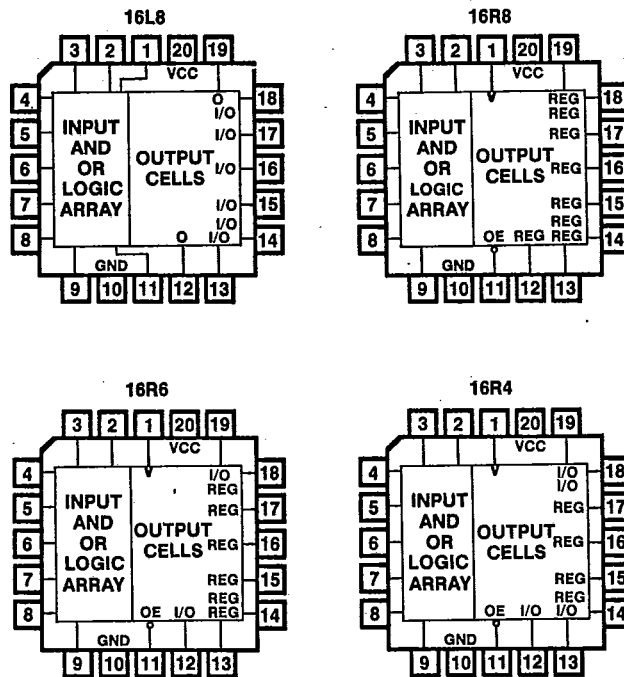 16L8
3 2 1 20 19
VCC
4 O 18
I/O
5 I/O 17
INPUT AND OR LOGIC ARRAY
OUTPUT CELLS
6 I/O 16
7 I/O 15
I/O
8 O I/O 14
GND
9 10 11 12 13
16R8
3 2 1 20 19
VCC
4 REG 18
REG
5 REG 17
INPUT AND OR LOGIC ARRAY
OUTPUT CELLS
6 REG 16
7 REG 15
REG
8 OE REG REG 14
GND
9 10 11 12 13
16R6
3 2 1 20 19
VCC
4 I/O 18
REG
5 REG 17
INPUT AND OR LOGIC ARRAY
OUTPUT CELLS
6 REG 16
7 REG 15
REG
8 OE I/O REG 14
GND
9 10 11 12 13
16R4
3 2 1 20 19
VCC
4 I/O 18
I/O
5 REG 17
INPUT AND OR LOGIC ARRAY
OUTPUT CELLS
6 REG 16
7 REG 15
REG
8 OE I/O I/O 14
GND
9 10 11 12 13